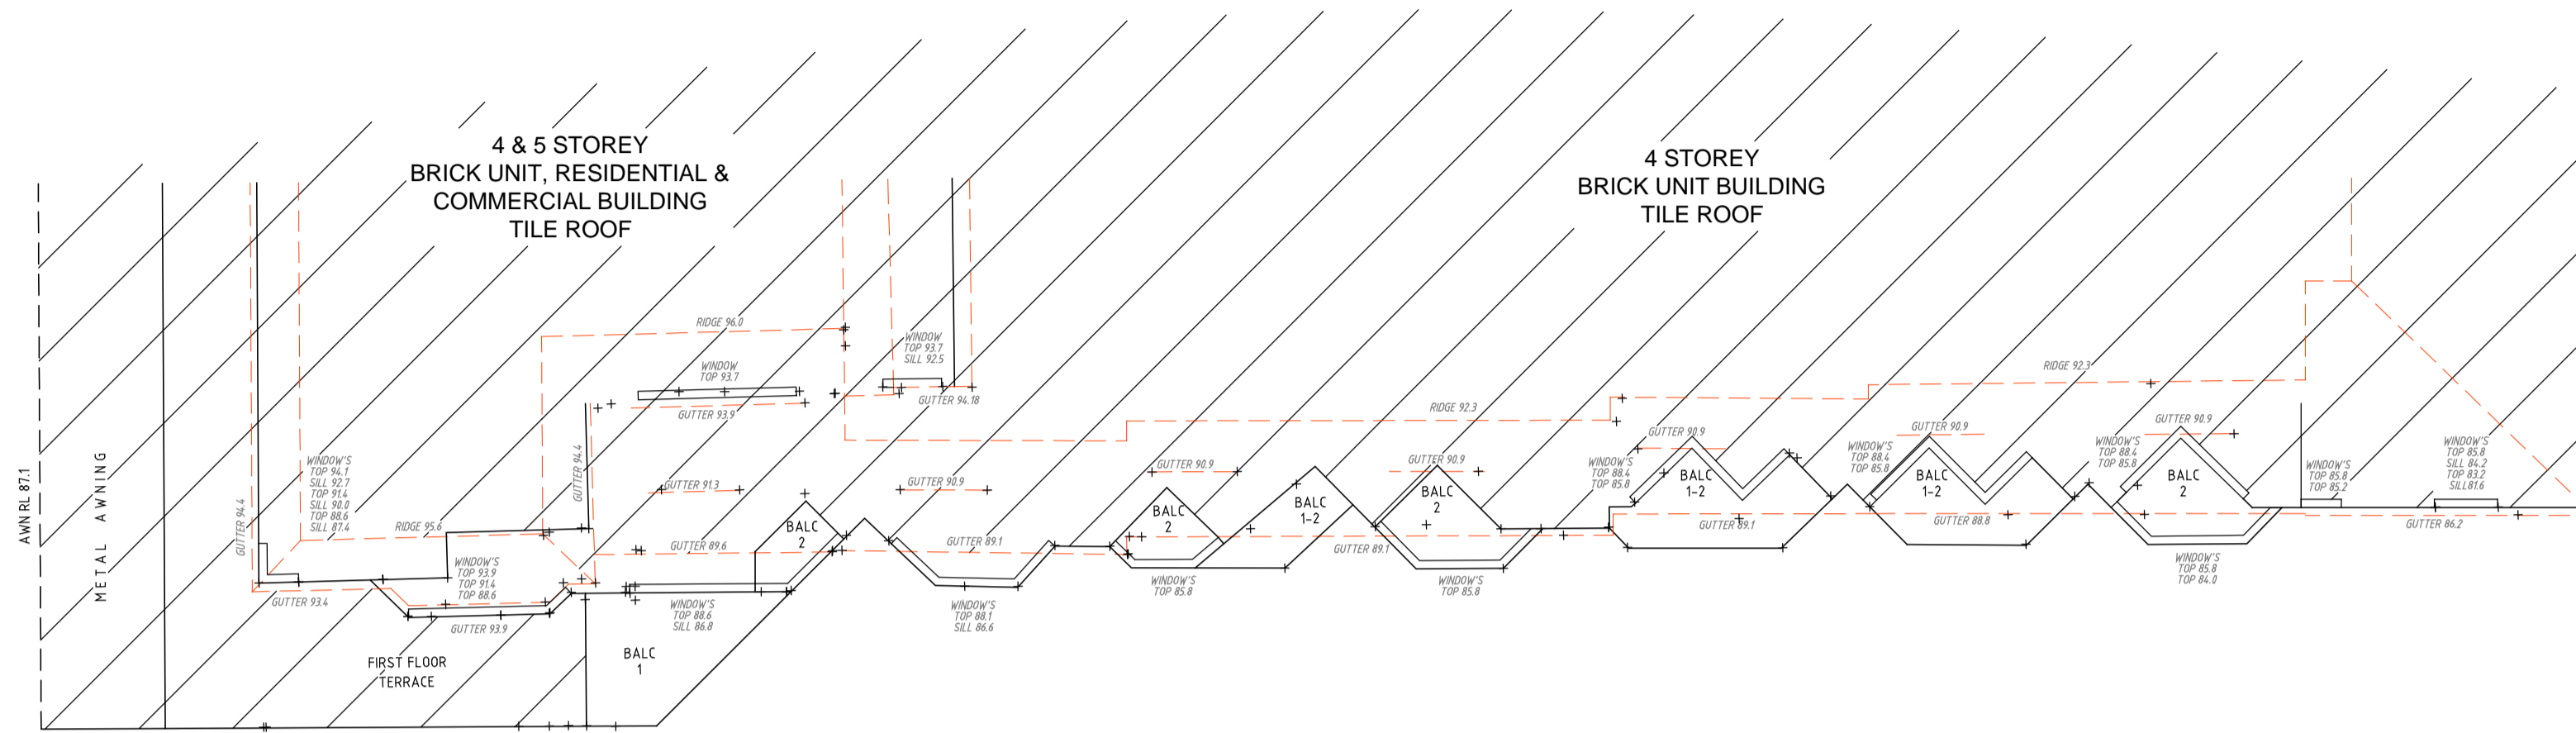 4 & 5 STOREY
BRICK UNIT, RESIDENTIAL &
COMMERCIAL BUILDING
TILE ROOF
4 STOREY
BRICK UNIT BUILDING
TILE ROOF
AWN RL 87.1
METAL AWNING
GUTTER 94.4
WINDOW'S
TOP 94.1
SILL 92.7
TOP 91.4
SILL 90.0
TOP 88.6
SILL 87.4
RIDGE 95.6
GUTTER 93.4
WINDOW'S
TOP 93.9
TOP 91.4
TOP 88.6
GUTTER 93.9
FIRST FLOOR
TERRACE
GUTTER 94.4
RIDGE 96.0
WINDOW
TOP 93.7
GUTTER 93.9
WINDOW
TOP 93.7
SILL 92.5
GUTTER 94.18
GUTTER 91.3
GUTTER 89.6
BALC
2
WINDOW'S
TOP 88.6
SILL 86.8
BALC
1
GUTTER 90.9
GUTTER 89.1
WINDOW'S
TOP 88.1
SILL 86.6
GUTTER 90.9
BALC
2
WINDOW'S
TOP 85.8
BALC
1-2
RIDGE 92.3
GUTTER 90.9
BALC
2
GUTTER 89.1
WINDOW'S
TOP 85.8
WINDOW'S
TOP 88.4
TOP 85.8
GUTTER 90.9
BALC
1-2
GUTTER 89.1
WINDOW'S
TOP 88.4
TOP 85.8
GUTTER 90.9
BALC
1-2
GUTTER 88.8
RIDGE 92.3
WINDOW'S
TOP 88.4
TOP 85.8
GUTTER 90.9
BALC
2
WINDOW'S
TOP 85.8
TOP 84.0
WINDOW'S
TOP 85.8
TOP 85.2
WINDOW'S
TOP 85.8
SILL 84.2
TOP 83.2
SILL81.6
GUTTER 86.2